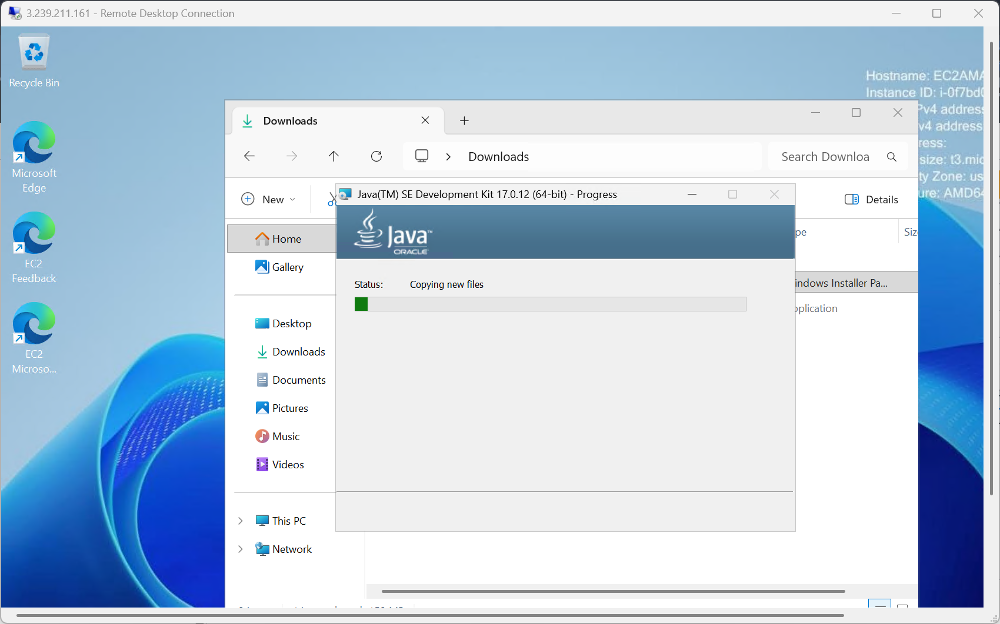 3.239.211.161 - Remote Desktop Connection
Recycle Bin
Microsoft
Edge
EC2
Feedback
EC2
Microso...
Hostname: EC2AMA
Instance ID: i-0f7bd0
Pv4 address
v4 address
ress:
size: t3.mic
ty Zone: us
ure: AMD64
Downloads
Downloads
Search Downloa
New
Details
Java(TM) SE Development Kit 17.0.12 (64-bit) - Progress
Java™
ORACLE
Status: Copying new files
pe
Siz
indows Installer Pa...
pplication
Home
Gallery
Desktop
Downloads
Documents
Pictures
Music
Videos
This PC
Network